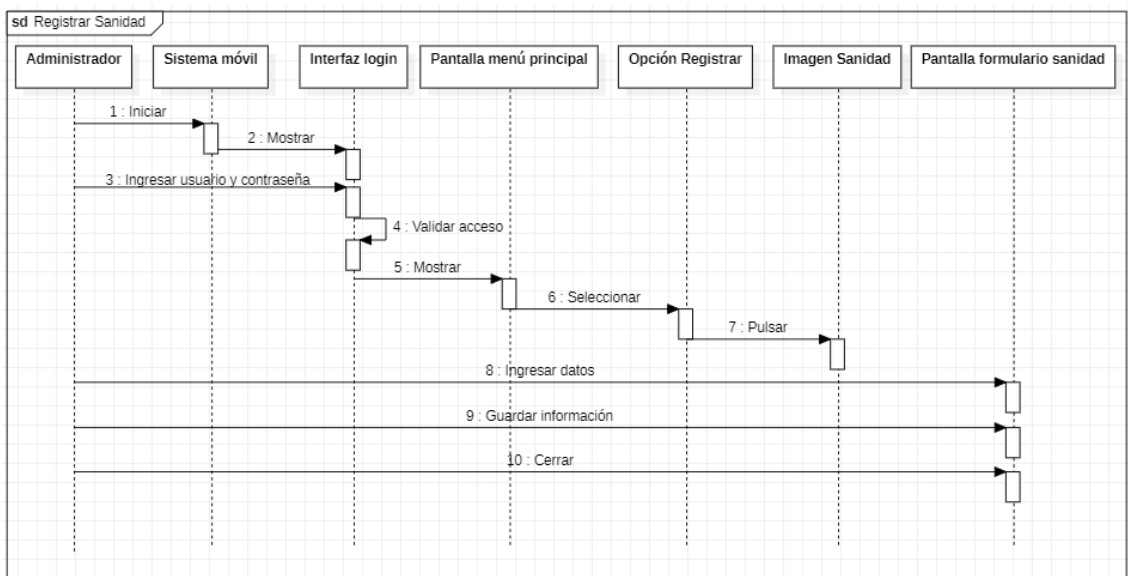 sd Registrar Sanidad
Administrador
Sistema móvil
Interfaz login
Pantalla menú principal
Opción Registrar
Imagen Sanidad
Pantalla formulario sanidad
1 : Iniciar
2 : Mostrar
3 : Ingresar usuario y contraseña
4 : Validar acceso
5 : Mostrar
6 : Seleccionar
7 : Pulsar
8 : Ingresar datos
9 : Guardar información
10 : Cerrar